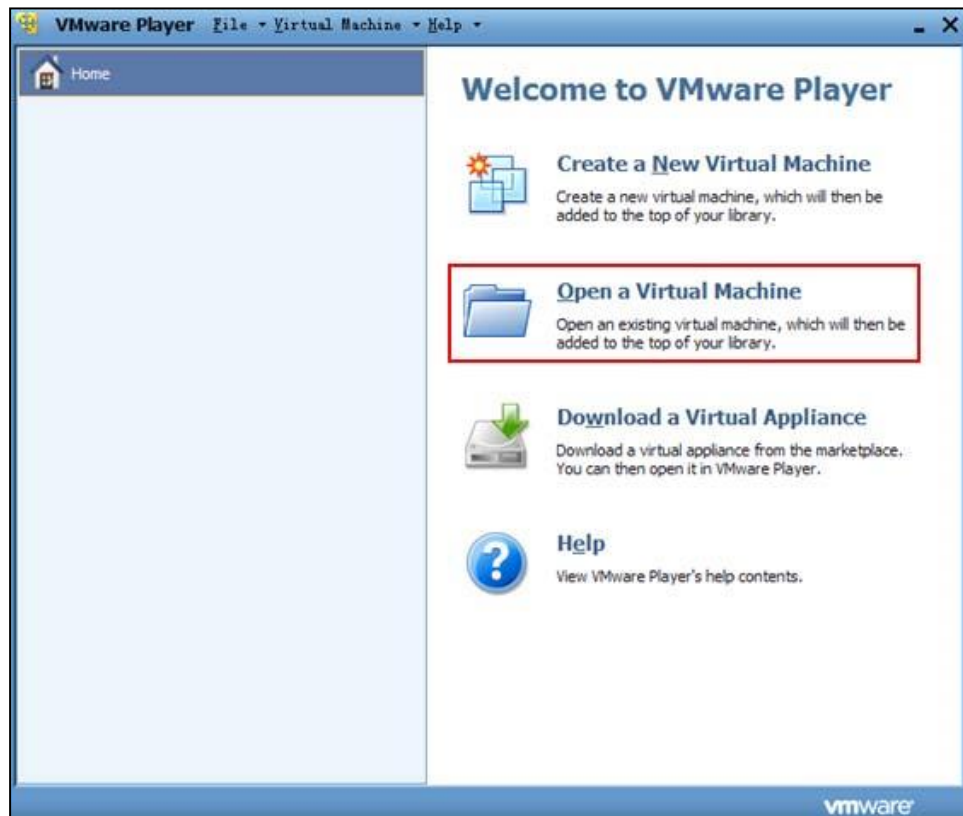 VMware Player File Virtual Machine Help
Home
Welcome to VMware Player
Create a New Virtual Machine
Create a new virtual machine, which will then be
added to the top of your library.
Open a Virtual Machine
Open an existing virtual machine, which will then be
added to the top of your library.
Download a Virtual Appliance
Download a virtual appliance from the marketplace.
You can then open it in VMware Player.
Help
View VMware Player's help contents.
vmware